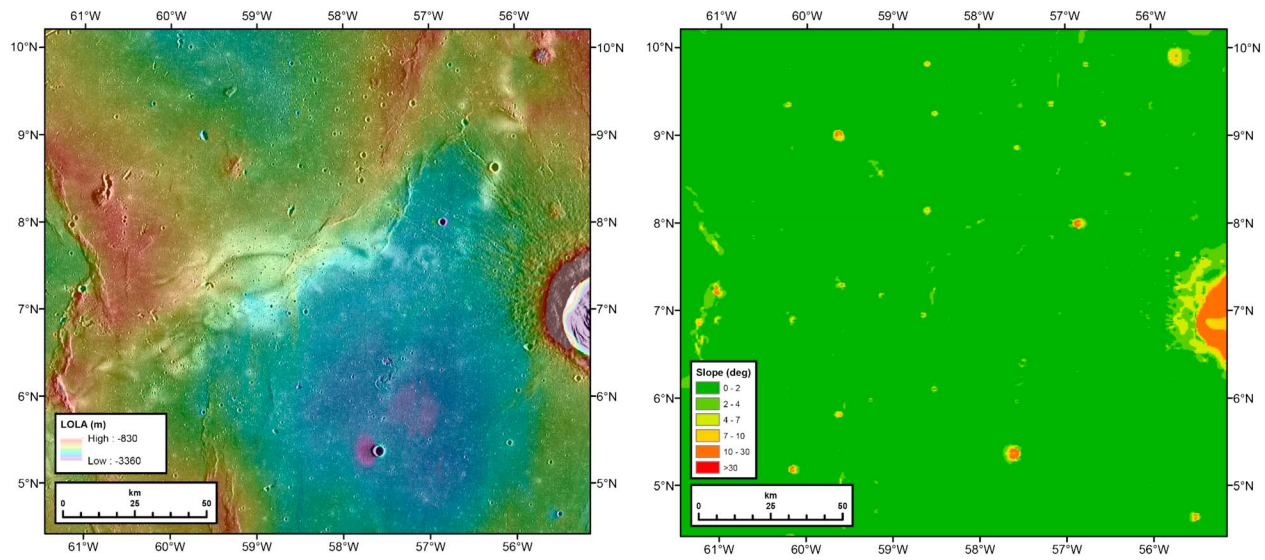 61°W 60°W 59°W 58°W 57°W 56°W
10°N 10°N
9°N 9°N
8°N 8°N
7°N 7°N
6°N 6°N
5°N 5°N
LOLA (m)
High : -830
Low : -3360
km
0 25 50
61°W 60°W 59°W 58°W 57°W 56°W
61°W 60°W 59°W 58°W 57°W 56°W
10°N 10°N
9°N 9°N
8°N 8°N
7°N 7°N
6°N 6°N
5°N 5°N
Slope (deg)
0 - 2
2 - 4
4 - 7
7 - 10
10 - 30
>30
km
0 25 50
61°W 60°W 59°W 58°W 57°W 56°W